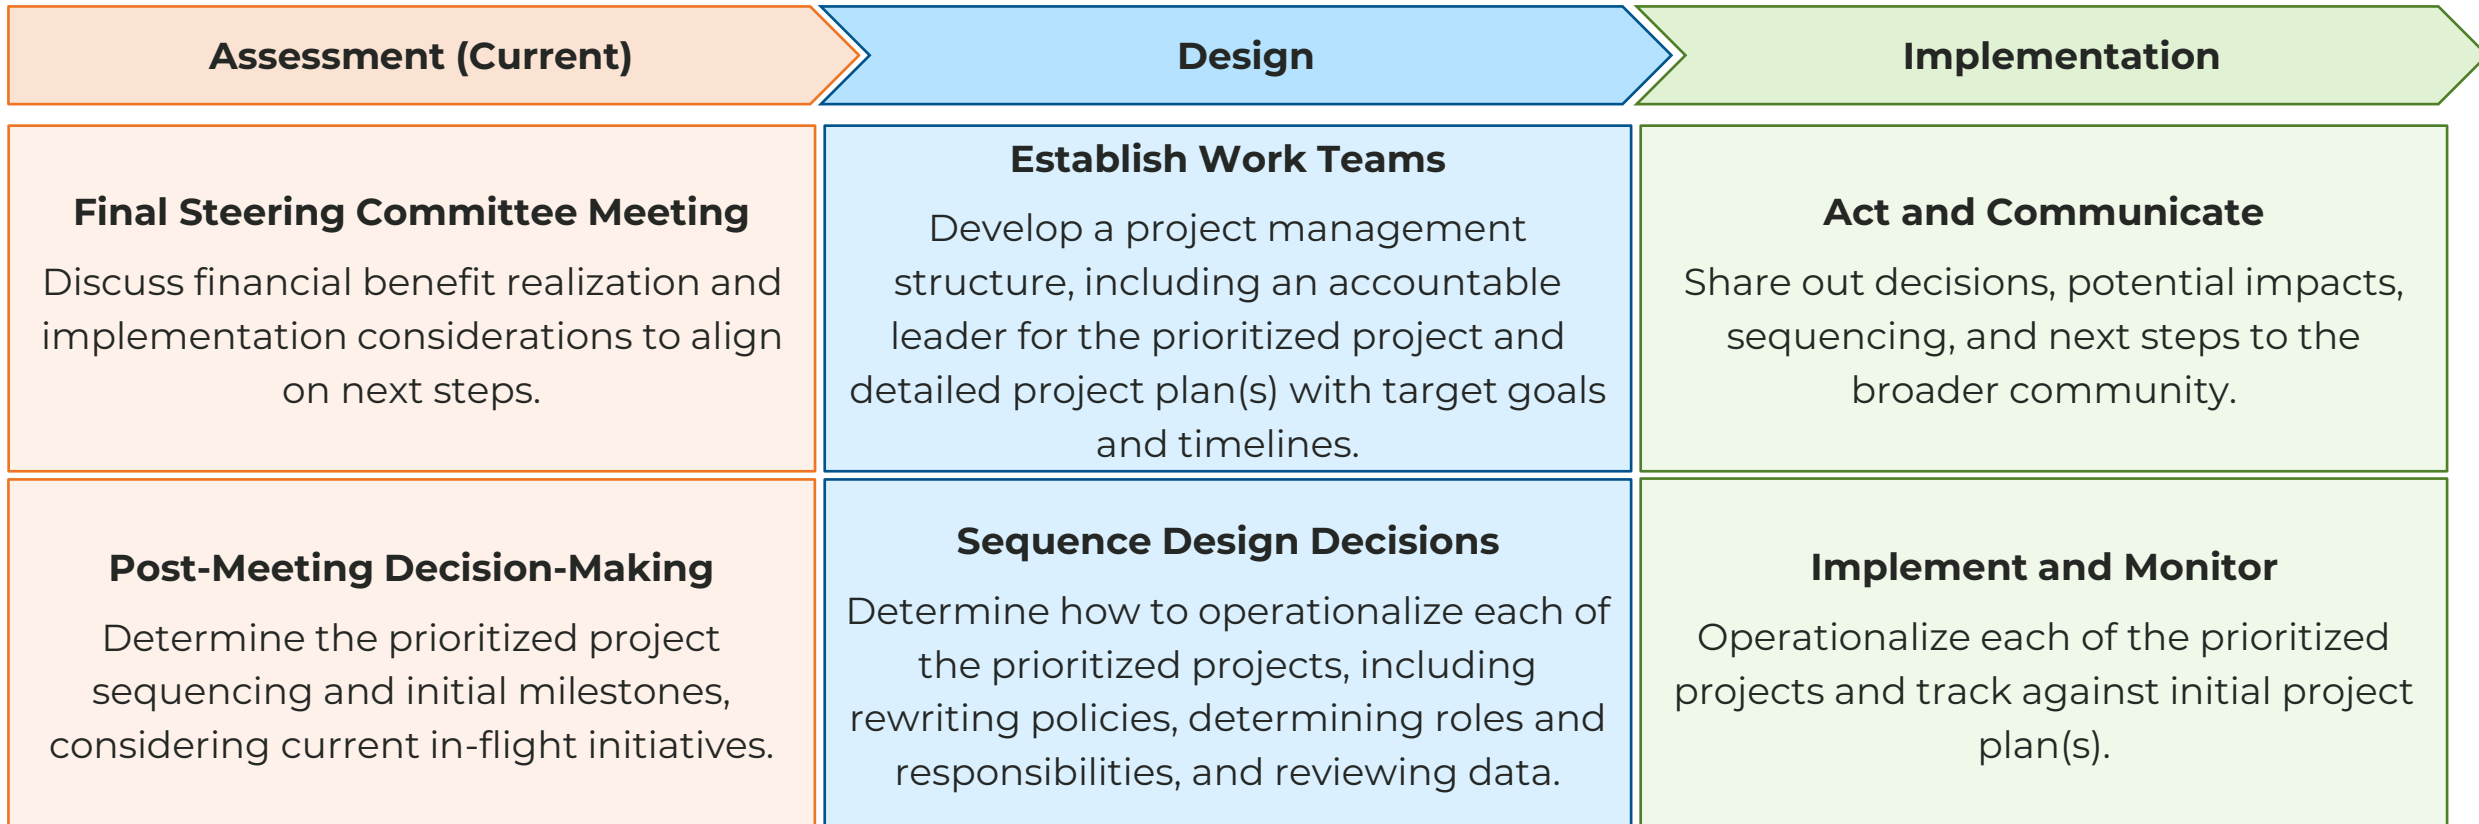 Assessment (Current)
Design
Implementation
Final Steering Committee Meeting
Discuss financial benefit realization and
implementation considerations to align
on next steps.
Establish Work Teams
Develop a project management
structure, including an accountable
leader for the prioritized project and
detailed project plan(s) with target goals
and timelines.
Act and Communicate
Share out decisions, potential impacts,
sequencing, and next steps to the
broader community.
Post-Meeting Decision-Making
Determine the prioritized project
sequencing and initial milestones,
considering current in-flight initiatives.
Sequence Design Decisions
Determine how to operationalize each of
the prioritized projects, including
rewriting policies, determining roles and
responsibilities, and reviewing data.
Implement and Monitor
Operationalize each of the prioritized
projects and track against initial project
plan(s).